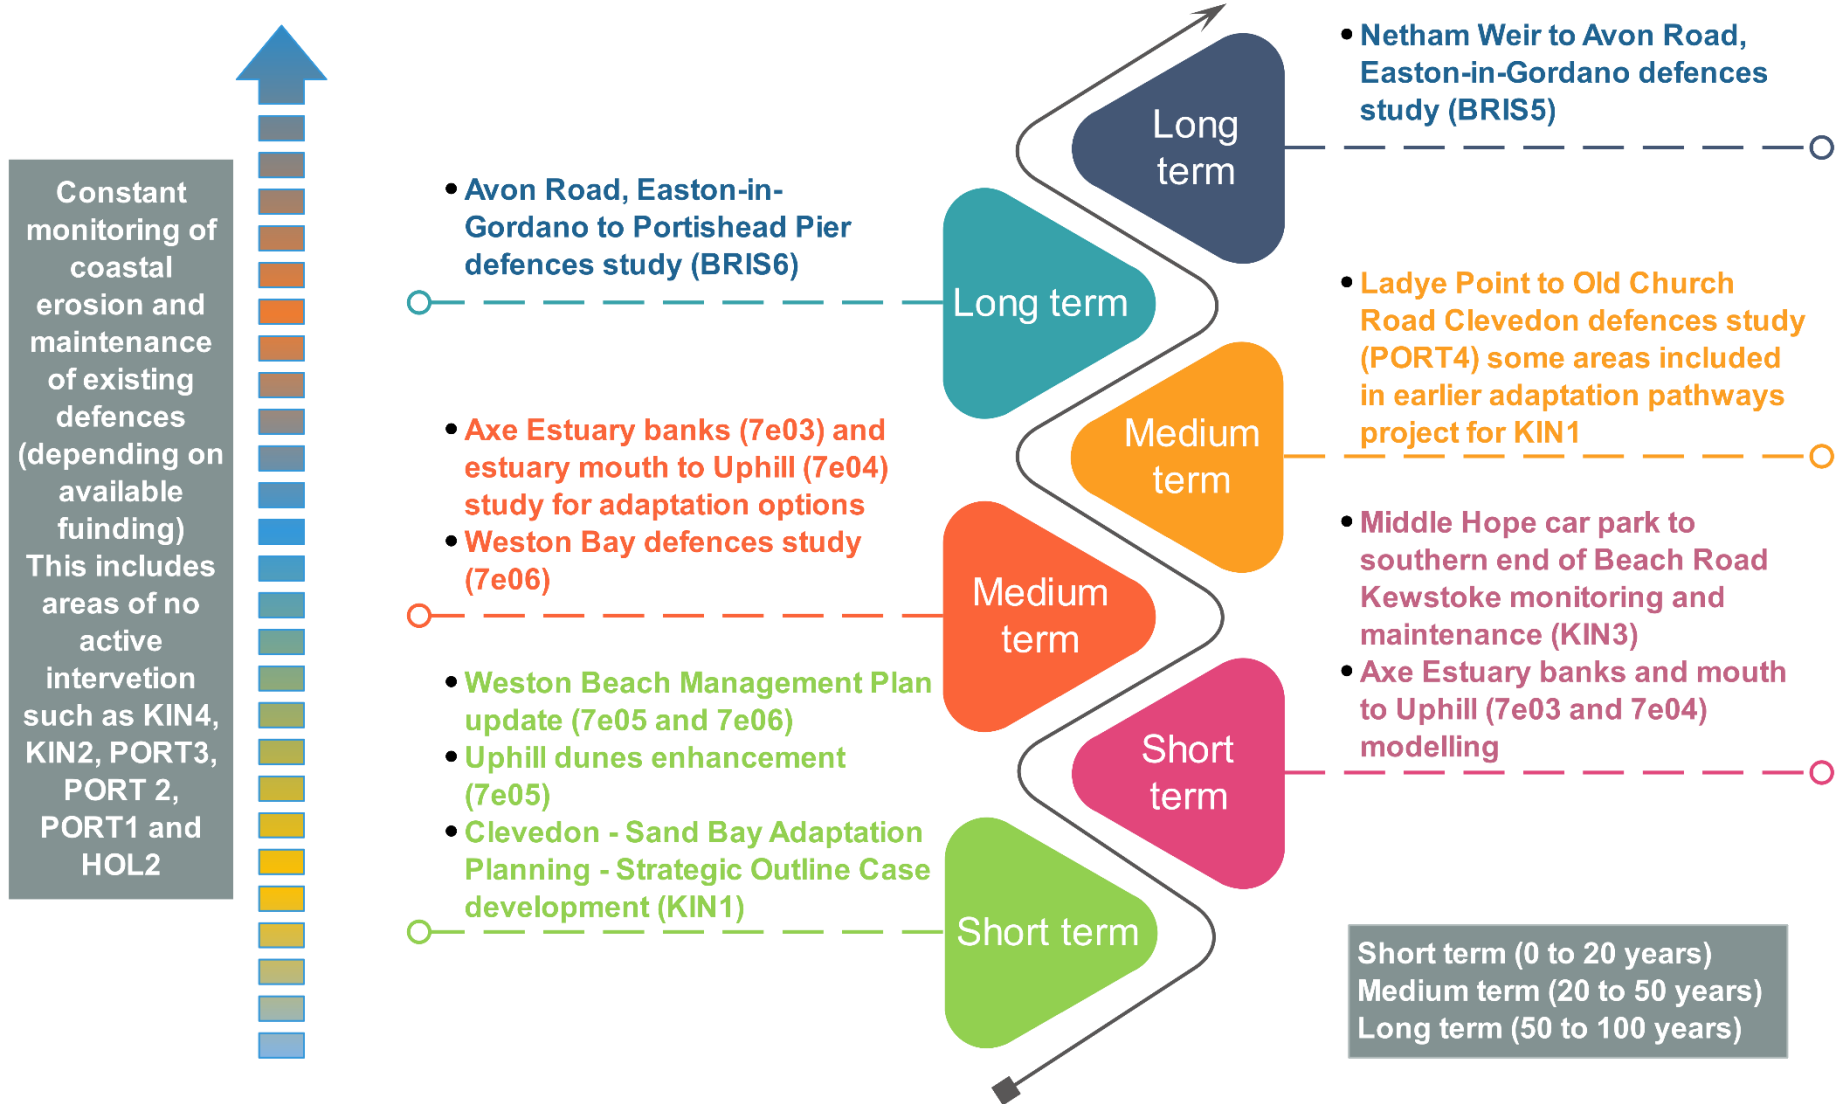 Constant
monitoring of
coastal
erosion and
maintenance
of existing
defences
(depending on
available
fuinding)
This includes
areas of no
active
intervetion
such as KIN4,
KIN2, PORT3,
PORT 2,
PORT1 and
HOL2
• Avon Road, Easton-in-
Gordano to Portishead Pier
defences study (BRIS6)
• Axe Estuary banks (7e03) and
estuary mouth to Uphill (7e04)
study for adaptation options
• Weston Bay defences study
(7e06)
• Weston Beach Management Plan
update (7e05 and 7e06)
• Uphill dunes enhancement
(7e05)
• Clevedon - Sand Bay Adaptation
Planning - Strategic Outline Case
development (KIN1)
Long
term
Long term
Medium
term
Medium
term
Short
term
Short term
• Netham Weir to Avon Road,
Easton-in-Gordano defences
study (BRIS5)
• Ladye Point to Old Church
Road Clevedon defences study
(PORT4) some areas included
in earlier adaptation pathways
project for KIN1
• Middle Hope car park to
southern end of Beach Road
Kewstoke monitoring and
maintenance (KIN3)
• Axe Estuary banks and mouth
to Uphill (7e03 and 7e04)
modelling
Short term (0 to 20 years)
Medium term (20 to 50 years)
Long term (50 to 100 years)